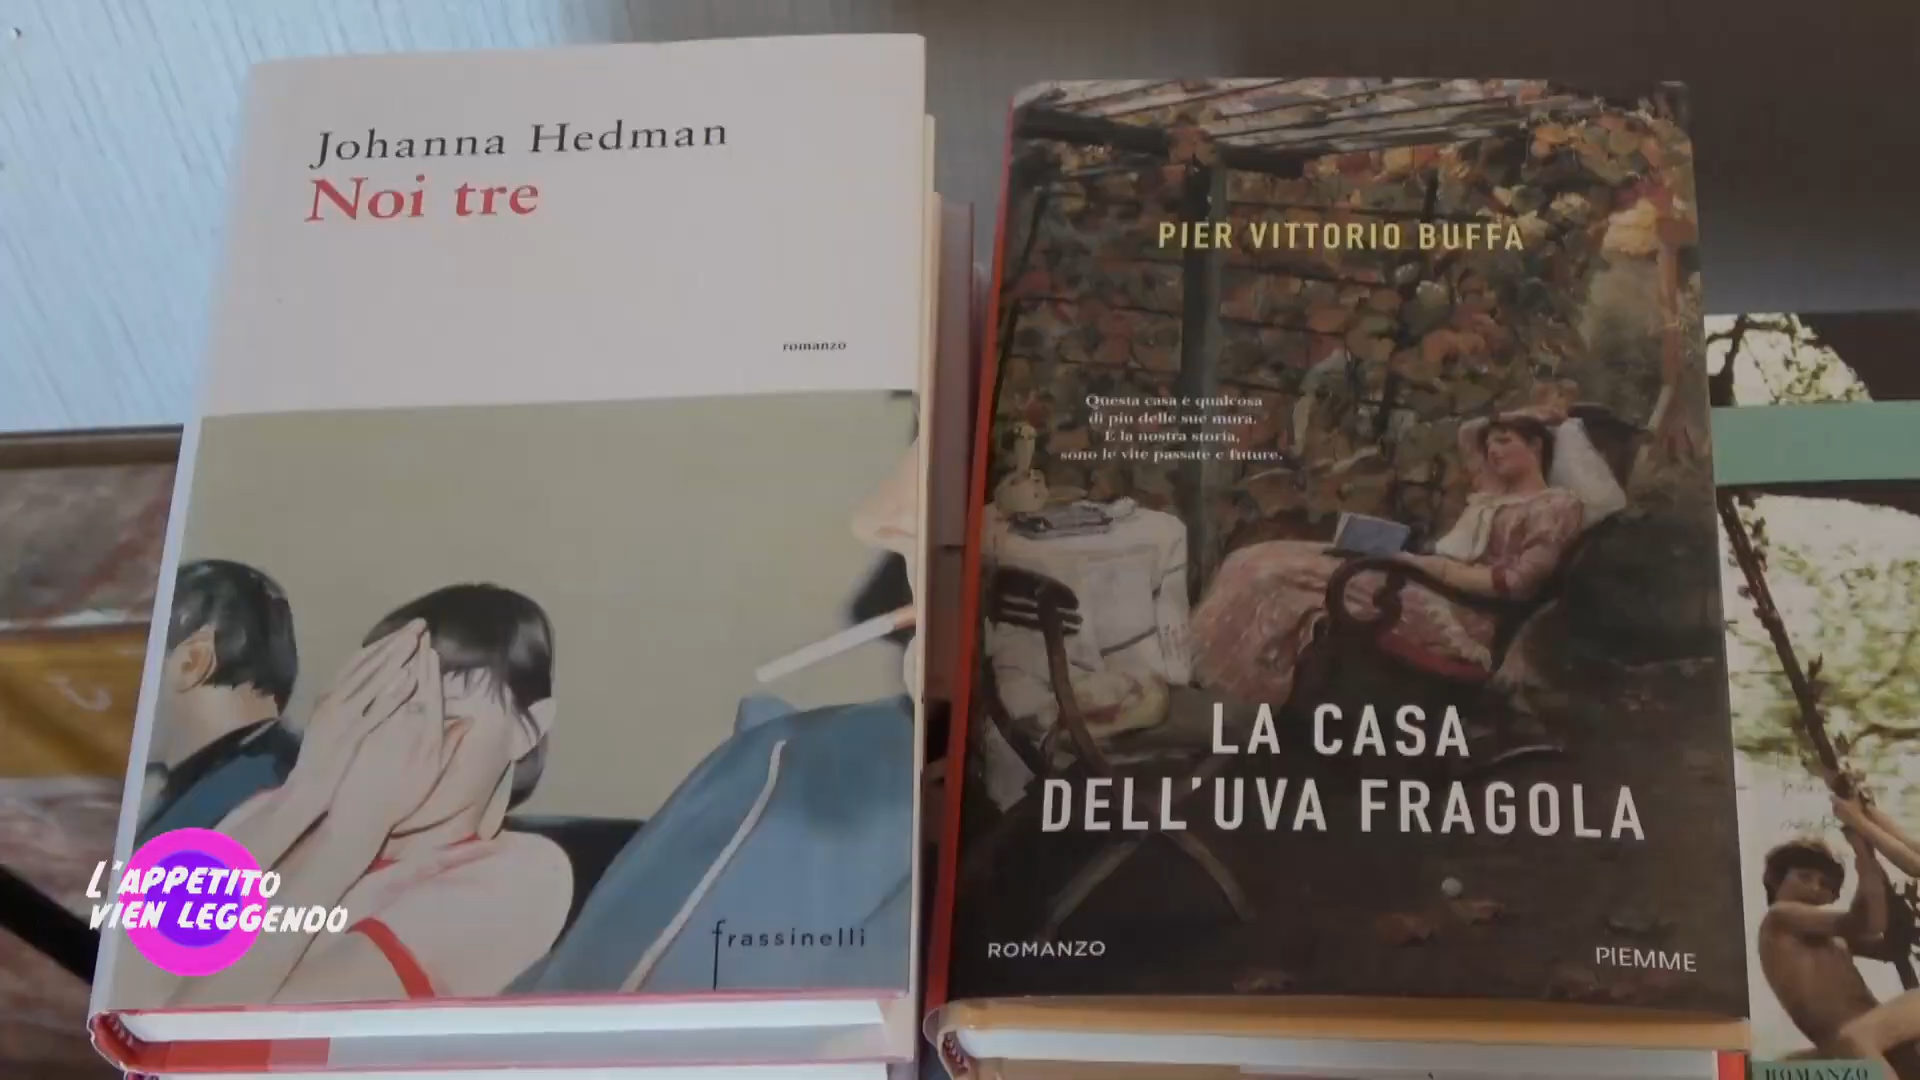 Johanna Hedman
Noi tre
romanzo
frassinelli
PIER VITTORIO BUFFA
Questa casa è qualcosa
di più delle sue mura.
È la nostra storia,
sono le vite passate e future.
LA CASA
DELL'UVA FRAGOLA
ROMANZO
PIEMME
ROMANZO
L'APPETITO
VIEN LEGGENDO